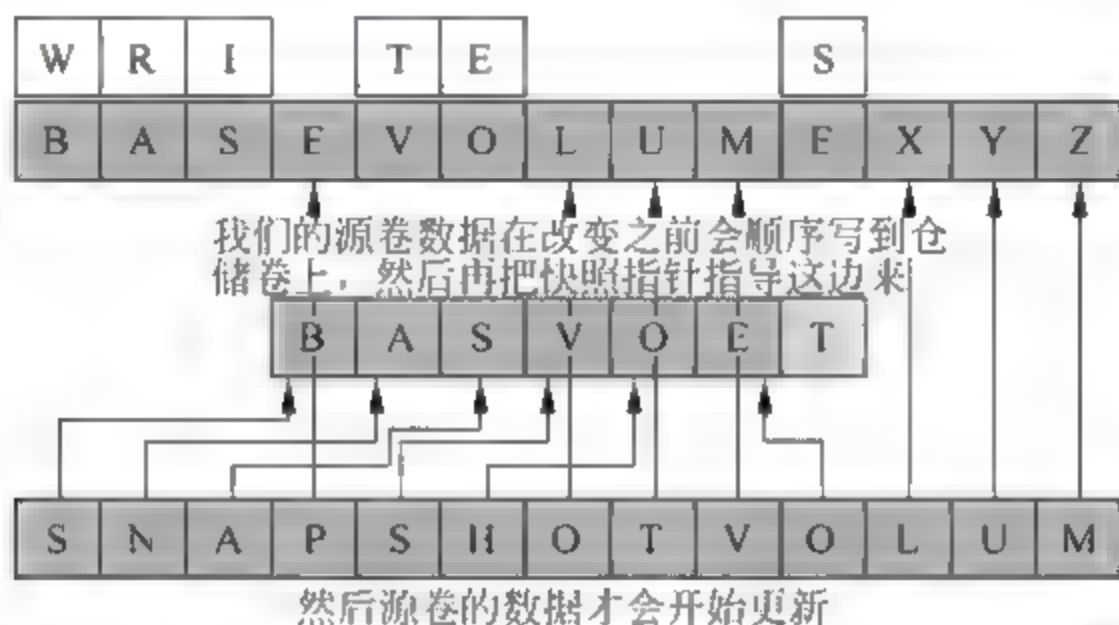 W R I T E S
B A S E V O L U M E X Y Z
我们的源卷数据在改变之前会顺序写到仓
储卷上，然后再把快照指针指导这边来
B A S V O E T
S N A P S H O T V O L U M
然后源卷的数据才会开始更新